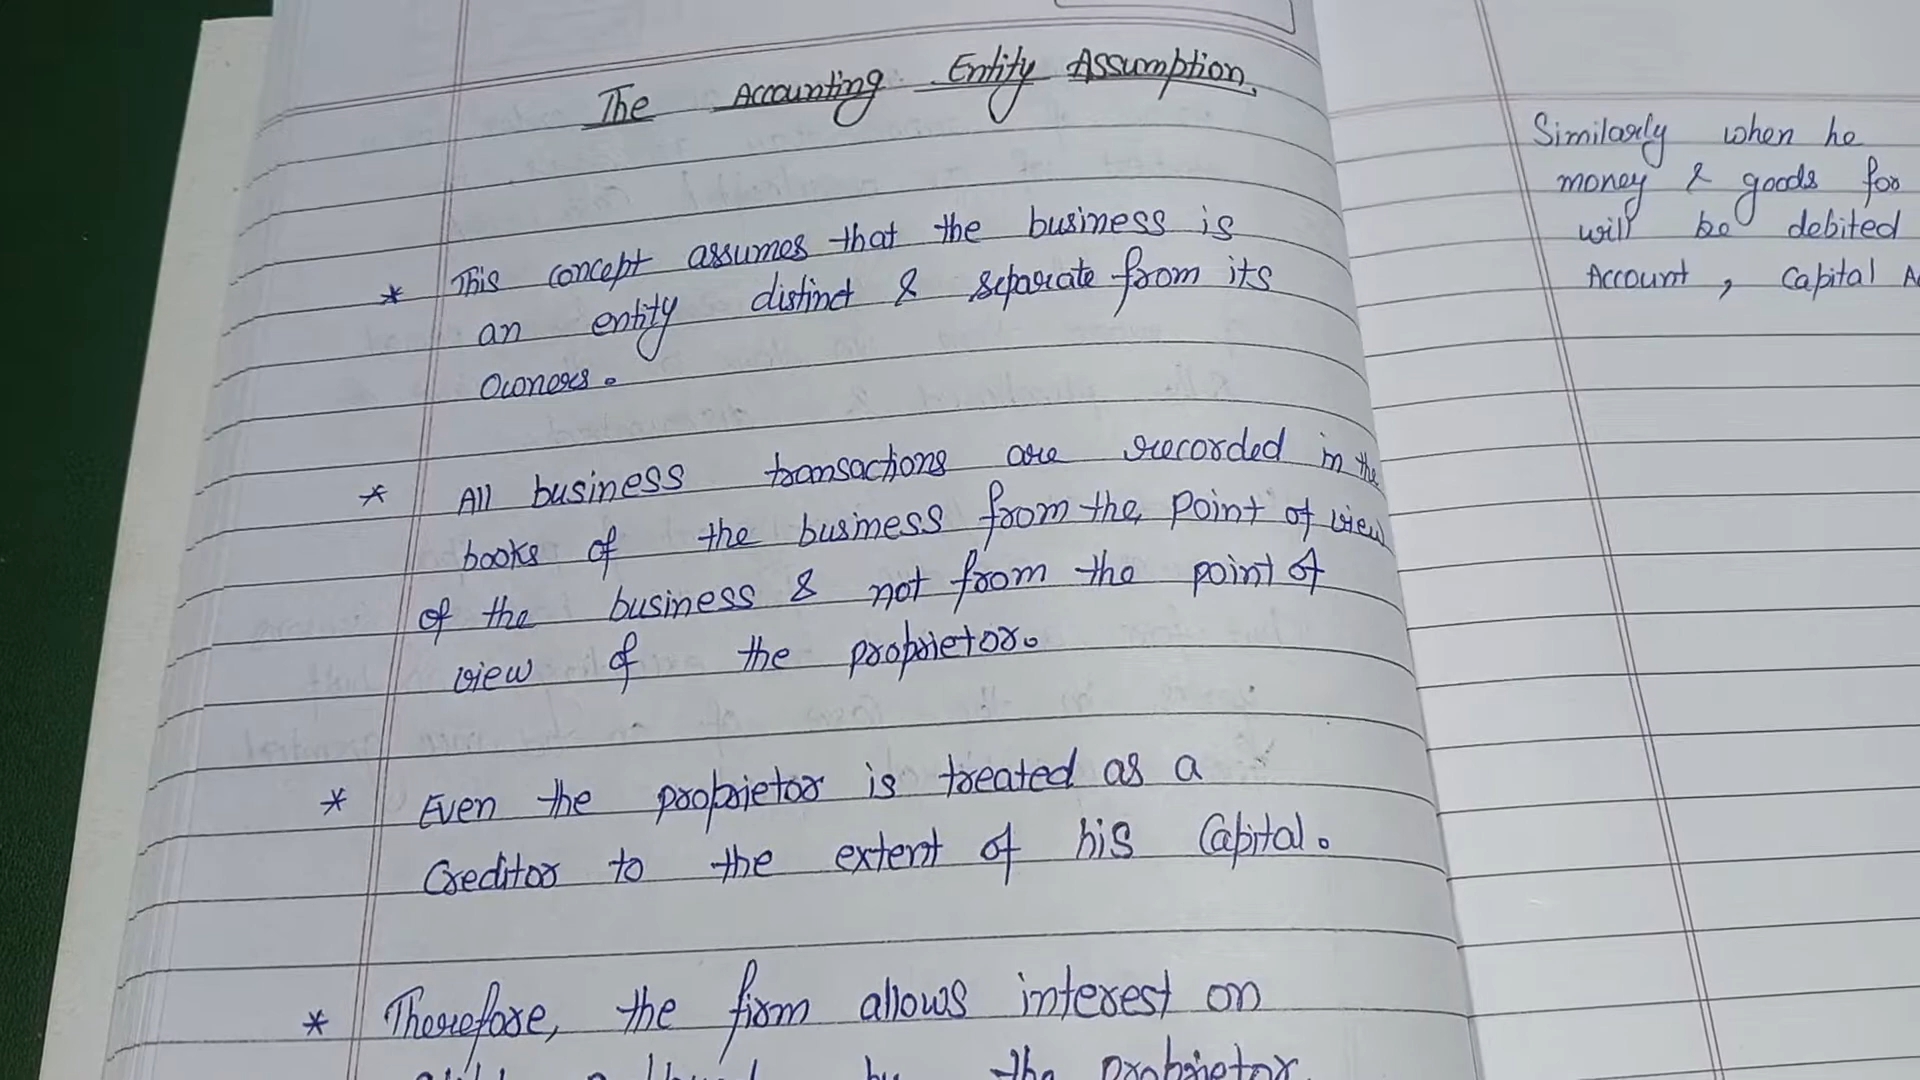 The Accounting Entity Assumption.
* This concept assumes that the business is
an entity distinct & separate from its
Owners.
* All business transactions are recorded in the
books of the business from the point of view
of the business & not from the point of
view of the proprietor.
* Even the proprietor is treated as a
Creditor to the extent of his Capital.
* Therefore, the firm allows interest on
by the proprietor
Similarly when he
money & goods for
will be debited
Account, Capital